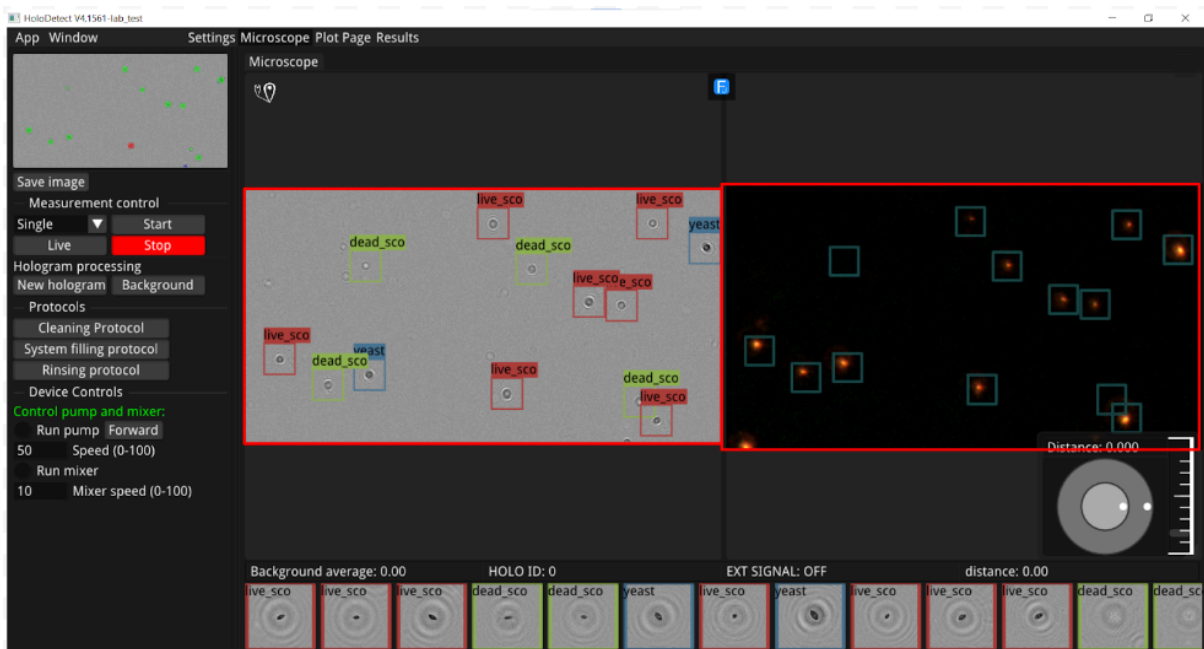 HoloDetect V4.1561-lab_test
App Window Settings Microscope Plot Page Results
Microscope
Save image
Measurement control
Single Start
Live Stop
Hologram processing
New hologram Background
Protocols
Cleaning Protocol
System filling protocol
Rinsing protocol
Device Controls
Control pump and mixer:
Run pump Forward
50 Speed (0-100)
Run mixer
10 Mixer speed (0-100)
live_sco live_sco
yeast
dead_sco dead_sco
live_sco e_sco
live_sco
yeast
dead_sco
live_sco
dead_sco
live_sco
Distance: 0.000
Background average: 0.00 HOLO ID: 0 EXT SIGNAL: OFF distance: 0.00
live_sco live_sco live_sco dead_sco dead_sco yeast live_sco yeast live_sco live_sco live_sco dead_sco dead_sc